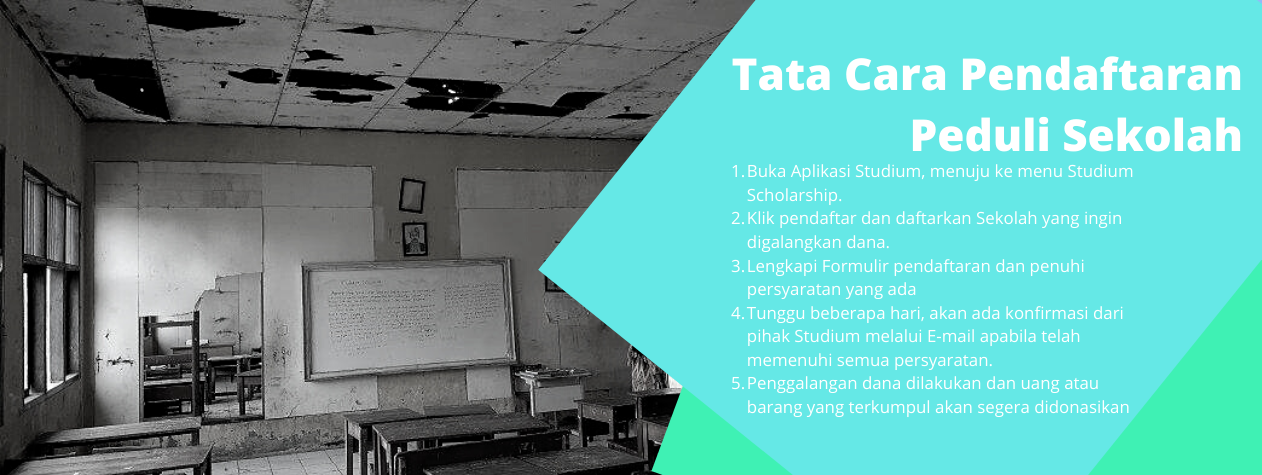 Tata Cara Pendaftaran
Peduli Sekolah
1. Buka Aplikasi Studium, menuju ke menu Studium
Scholarship.
2. Klik pendaftar dan daftarkan Sekolah yang ingin
digalangkan dana.
3. Lengkapi Formulir pendaftaran dan penuhi
persyaratan yang ada
4. Tunggu beberapa hari, akan ada konfirmasi dari
pihak Studium melalui E-mail apabila telah
memenuhi semua persyaratan.
5. Penggalangan dana dilakukan dan uang atau
barang yang terkumpul akan segera didonasikan